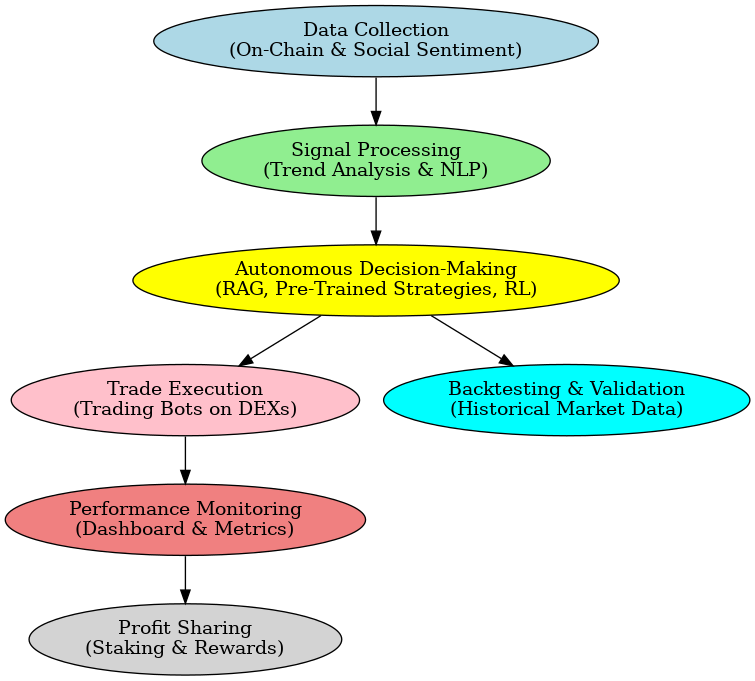 Data Collection
(On-Chain & Social Sentiment)
Signal Processing
(Trend Analysis & NLP)
Autonomous Decision-Making
(RAG, Pre-Trained Strategies, RL)
Trade Execution
(Trading Bots on DEXs)
Backtesting & Validation
(Historical Market Data)
Performance Monitoring
(Dashboard & Metrics)
Profit Sharing
(Staking & Rewards)